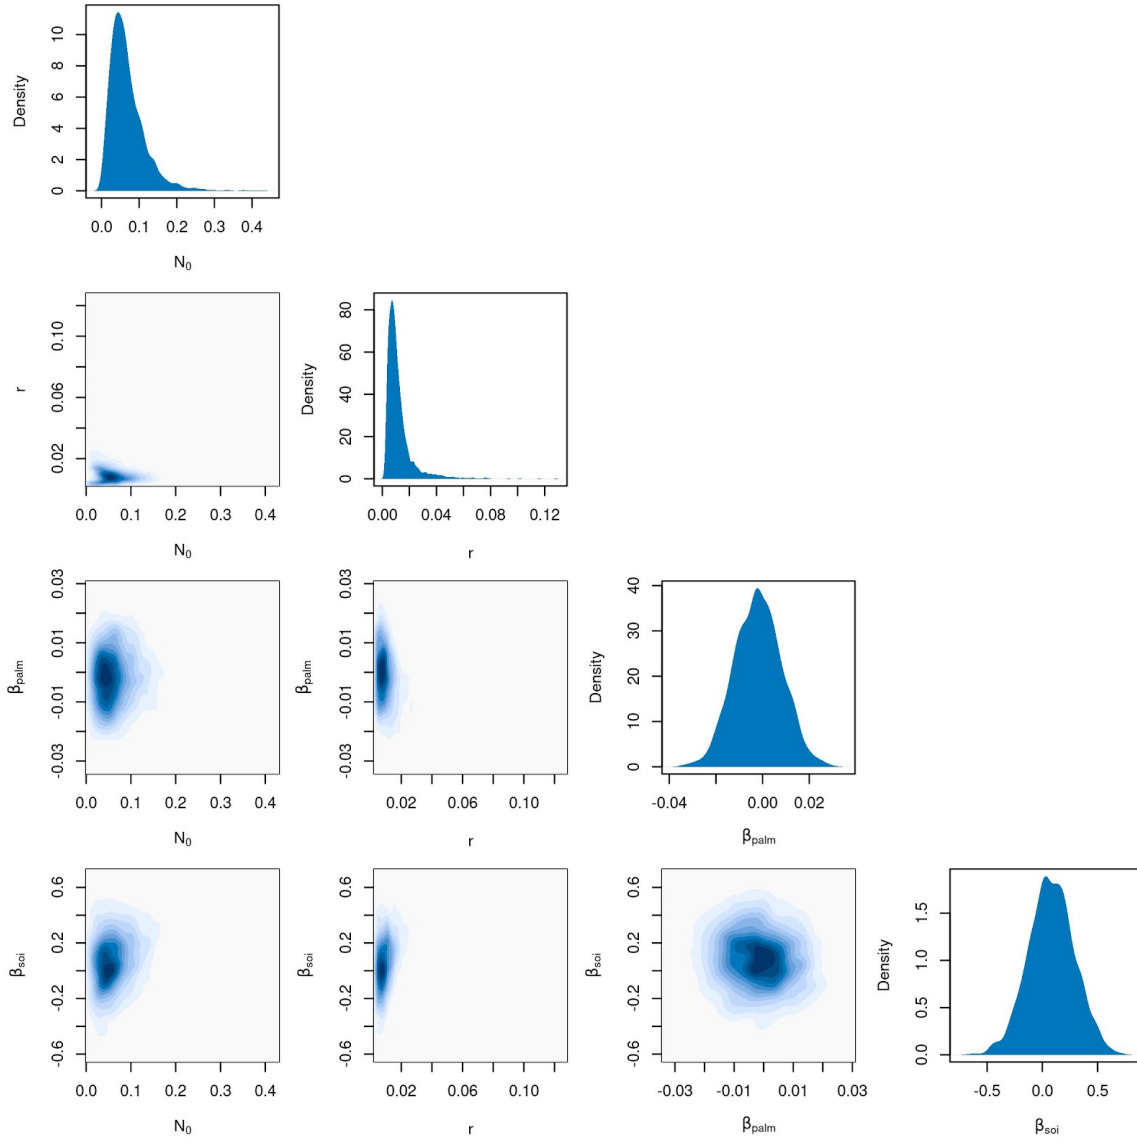 Density
10
8
6
4
2
0
0.0 0.1 0.2 0.3 0.4
N₀
r
0.10
0.06
0.02
0.0 0.1 0.2 0.3 0.4
N₀
Density
80
60
40
20
0
0.00 0.04 0.08 0.12
r
βpalm
0.03
0.01
-0.01
-0.03
0.0 0.1 0.2 0.3 0.4
N₀
βpalm
0.03
0.01
-0.01
-0.03
0.02 0.06 0.10
r
Density
40
30
20
10
0
-0.04 0.00 0.02
βpalm
βsoi
0.6
0.2
-0.2
-0.6
0.0 0.1 0.2 0.3 0.4
N₀
βsoi
0.6
0.2
-0.2
-0.6
0.02 0.06 0.10
r
βsoi
0.6
0.2
-0.2
-0.6
-0.03 -0.01 0.01 0.03
βpalm
Density
1.5
1.0
0.5
0.0
-0.5 0.0 0.5
βsoi